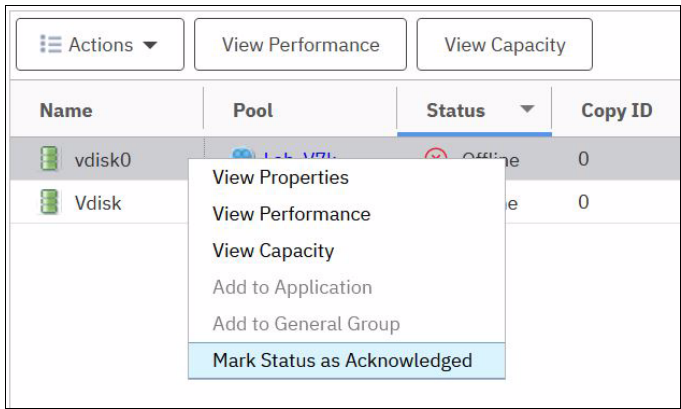 Actions View Performance View Capacity
Name Pool Status Copy ID
vdisk0 Offline 0
View Properties
Vdisk 0
View Performance
View Capacity
Add to Application
Add to General Group
Mark Status as Acknowledged